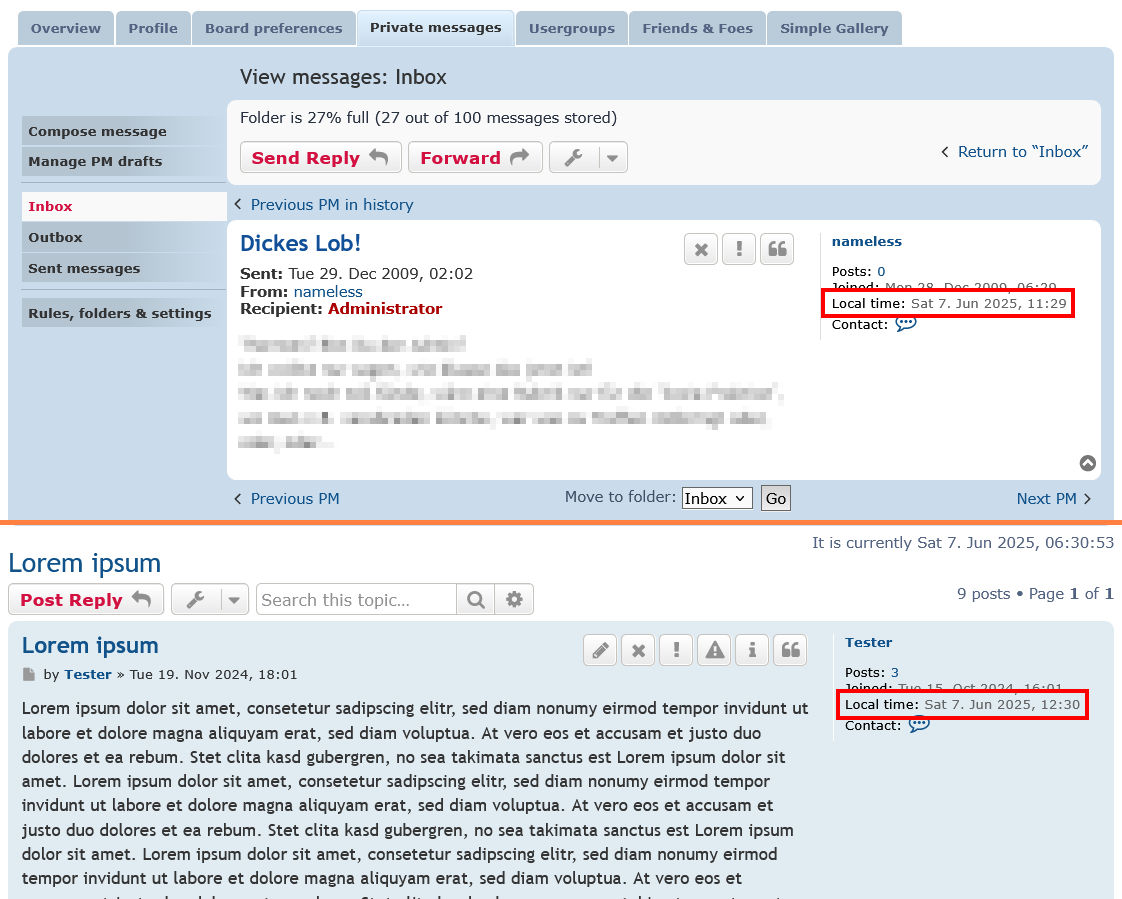 Overview Profile Board preferences Private messages Usergroups Friends & Foes Simple Gallery
View messages: Inbox
Compose message
Manage PM drafts
Inbox
Outbox
Sent messages
Rules, folders & settings
Folder is 27% full (27 out of 100 messages stored)
Send Reply Forward
Return to “Inbox”
Previous PM in history
Dickes Lob!
Sent: Tue 29. Dec 2009, 02:02
From: nameless
Recipient: Administrator
nameless
Posts: 0
Joined: Mon 28. Dec 2009, 06:29
Local time: Sat 7. Jun 2025, 11:29
Contact:
Previous PM
Move to folder: Inbox Go
Next PM
It is currently Sat 7. Jun 2025, 06:30:53
Lorem ipsum
Post Reply Search this topic...
9 posts • Page 1 of 1
Lorem ipsum
by Tester » Tue 19. Nov 2024, 18:01
Tester
Posts: 3
Joined: Tue 15. Oct 2024, 16:01
Local time: Sat 7. Jun 2025, 12:30
Contact:
Lorem ipsum dolor sit amet, consetetur sadipscing elitr, sed diam nonumy eirmod tempor invidunt ut
labore et dolore magna aliquyam erat, sed diam voluptua. At vero eos et accusam et justo duo
dolores et ea rebum. Stet clita kasd gubergren, no sea takimata sanctus est Lorem ipsum dolor sit
amet. Lorem ipsum dolor sit amet, consetetur sadipscing elitr, sed diam nonumy eirmod tempor
invidunt ut labore et dolore magna aliquyam erat, sed diam voluptua. At vero eos et accusam et
justo duo dolores et ea rebum. Stet clita kasd gubergren, no sea takimata sanctus est Lorem ipsum
dolor sit amet. Lorem ipsum dolor sit amet, consetetur sadipscing elitr, sed diam nonumy eirmod
tempor invidunt ut labore et dolore magna aliquyam erat, sed diam voluptua. At vero eos et